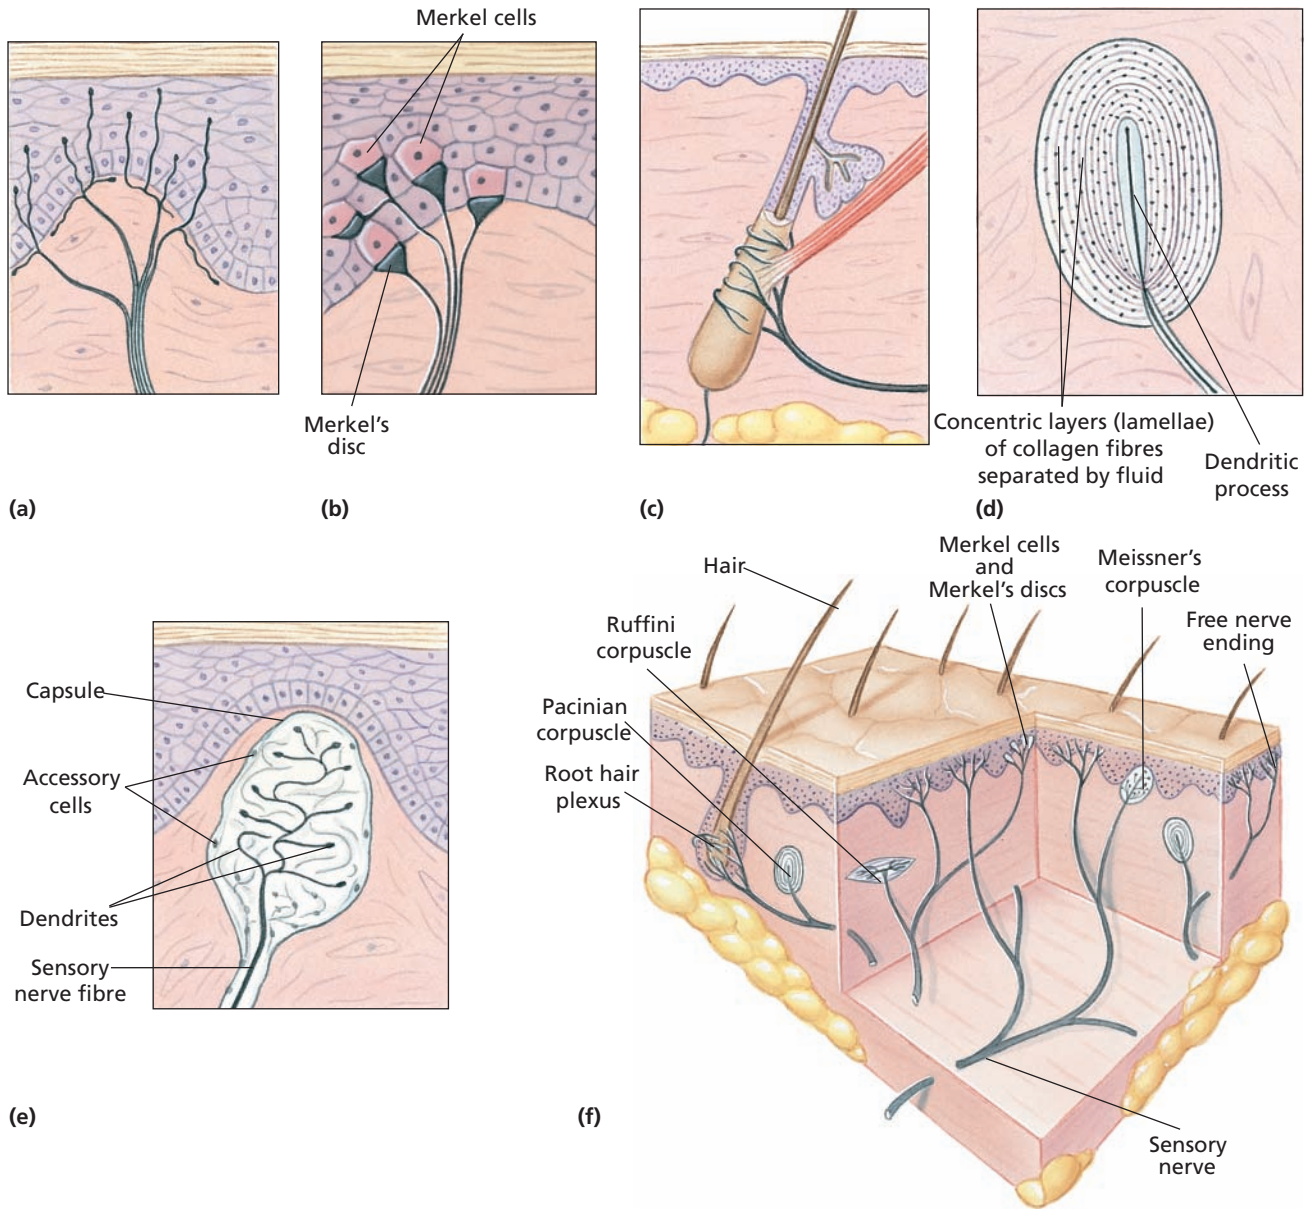 Merkel cells
Merkel's
disc
Concentric layers (lamellae)
of collagen fibres
separated by fluid
Dendritic
process
(a)
(b)
(c)
(d)
Capsule
Accessory
cells
Dendrites
Sensory
nerve fibre
Hair
Merkel cells
and
Merkel's discs
Meissner's
corpuscle
Free nerve
ending
Ruffini
corpuscle
Pacinian
corpuscle
Root hair
plexus
Sensory
nerve
(e)
(f)